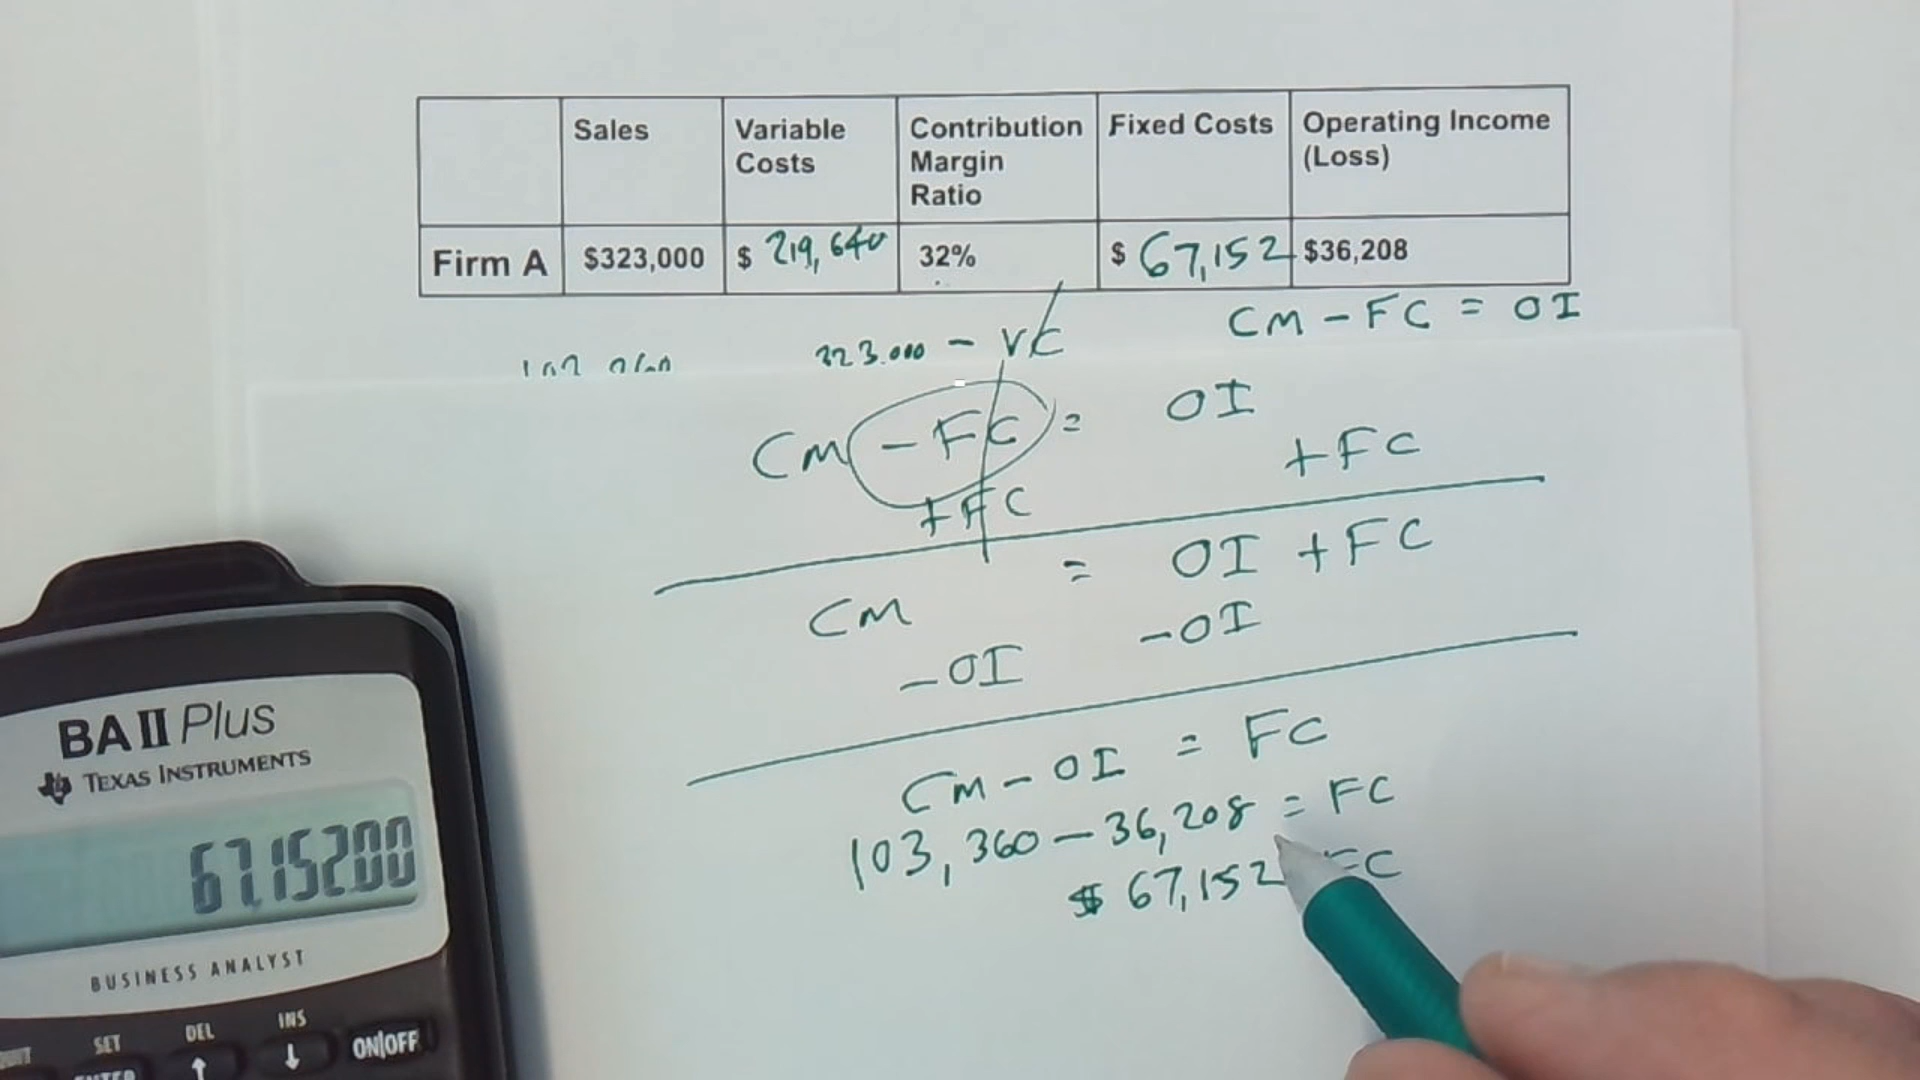 Sales Variable Costs Contribution Margin Ratio Fixed Costs Operating Income (Loss)
Firm A $323,000 $ 219,640 32% $ 67,152 $36,208
CM - FC = OI
323.000 - VC
CM - FC = OI
+FC +FC
CM = OI + FC
-OI -OI
CM - OI = FC
103,360 - 36,208 = FC
$ 67,152 FC
BA II Plus
TEXAS INSTRUMENTS
67,152.00
BUSINESS ANALYST
SET DEL INS
ENTER ↑ ↓ ON|OFF